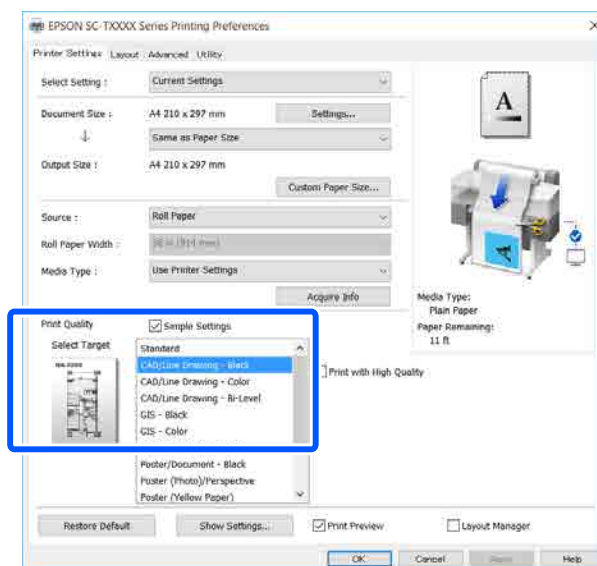 EPSON SC-TXXXX Series Printing Preferences
Printer Settings Layout Advanced Utility
Select Setting : Current Settings
Document Size : A4 210 x 297 mm Settings...
Same as Paper Size
Output Size : A4 210 x 297 mm
Custom Paper Size...
Source : Roll Paper
Roll Paper Width : 36 in (914 mm)
Media Type : Use Printer Settings
Acquire Info
Media Type:
Plain Paper
Paper Remaining:
11 ft
Print Quality Simple Settings
Select Target
Standard
CAD/Line Drawing - Black
Print with High Quality
CAD/Line Drawing - Color
CAD/Line Drawing - Bi-Level
GIS - Black
GIS - Color
Poster/Document - Black
Poster (Photo)/Perspective
Poster (Yellow Paper)
Restore Default Show Settings... Print Preview Layout Manager
OK Cancel Help
A
A